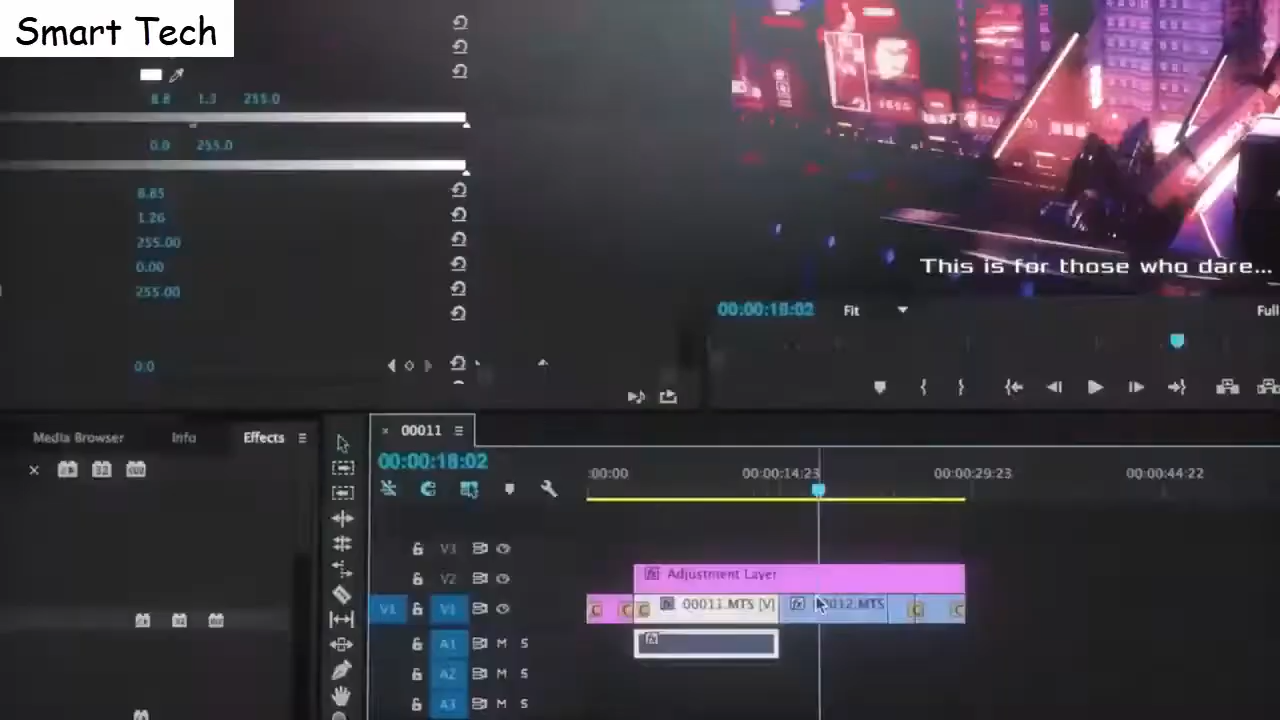 Smart Tech
8.8 1.3 255.0
0.0 255.0
8.85
1.26
255.00
0.00
255.00
0.0
This is for those who dare...
00:00:18:02 Fit Full
Media Browser Info Effects
× 00011
00:00:18:02
:00:00 00:00:14:23 00:00:29:23 00:00:44:22
V3
V2 Adjustment Layer
V1 V1 00011.MTS [V] 012.MTS
A1 M S
A2 M S
A3 M S